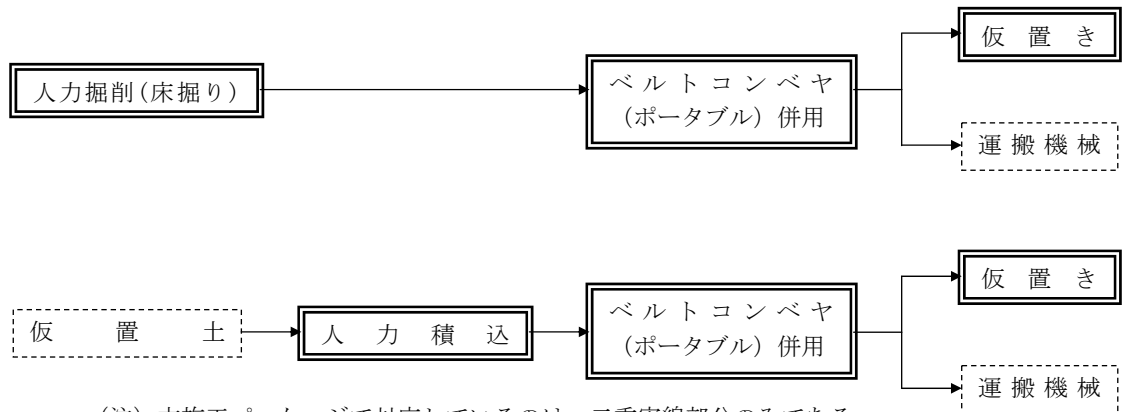 仮置き
人力掘削(床掘り)
ベルトコンベヤ
(ポータブル)併用
運搬機械
仮置き
仮置土
人力積込
ベルトコンベヤ
(ポータブル)併用
運搬機械